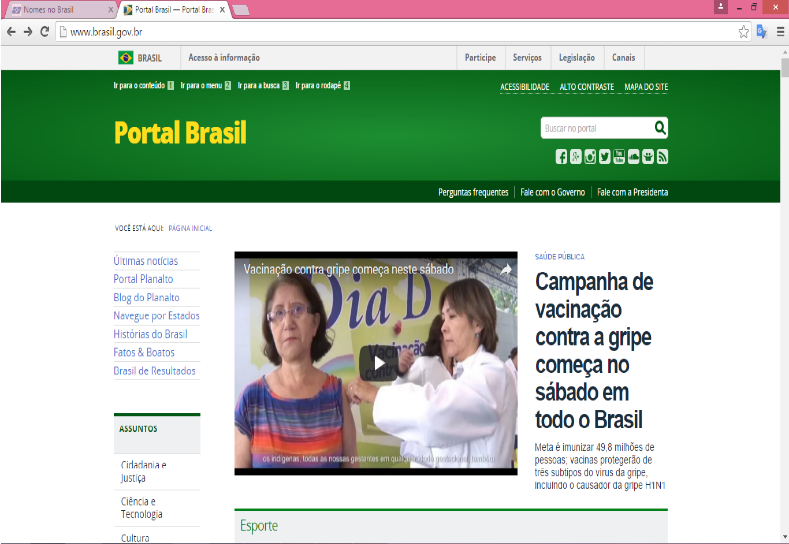 Nomes no Brasil
Portal Brasil — Portal Bras
www.brasil.gov.br
BRASIL
Acesso à informação
Participe
Serviços
Legislação
Canais
Ir para o conteúdo 1 Ir para o menu 2 Ir para a busca 3 Ir para o rodapé 4
ACESSIBILIDADE ALTO CONTRASTE MAPA DO SITE
Portal Brasil
Buscar no portal
Perguntas frequentes Fale com o Governo Fale com a Presidenta
VOCÊ ESTÁ AQUI: PÁGINA INICIAL
Últimas notícias
Portal Planalto
Blog do Planalto
Navegue por Estados
Histórias do Brasil
Fatos & Boatos
Brasil de Resultados
ASSUNTOS
Cidadania e
Justiça
Ciência e
Tecnologia
Cultura
Vacinação contra gripe começa neste sábado
Dia D
Vacinação
contra
os indígenas, todas as nossas gestantes em qualquer idade gestacional, também
SAÚDE PÚBLICA
Campanha de
vacinação
contra a gripe
começa no
sábado em
todo o Brasil
Meta é imunizar 49,8 milhões de
pessoas; vacinas protegerão de
três subtipos do vírus da gripe,
incluindo o causador da gripe H1N1
Esporte